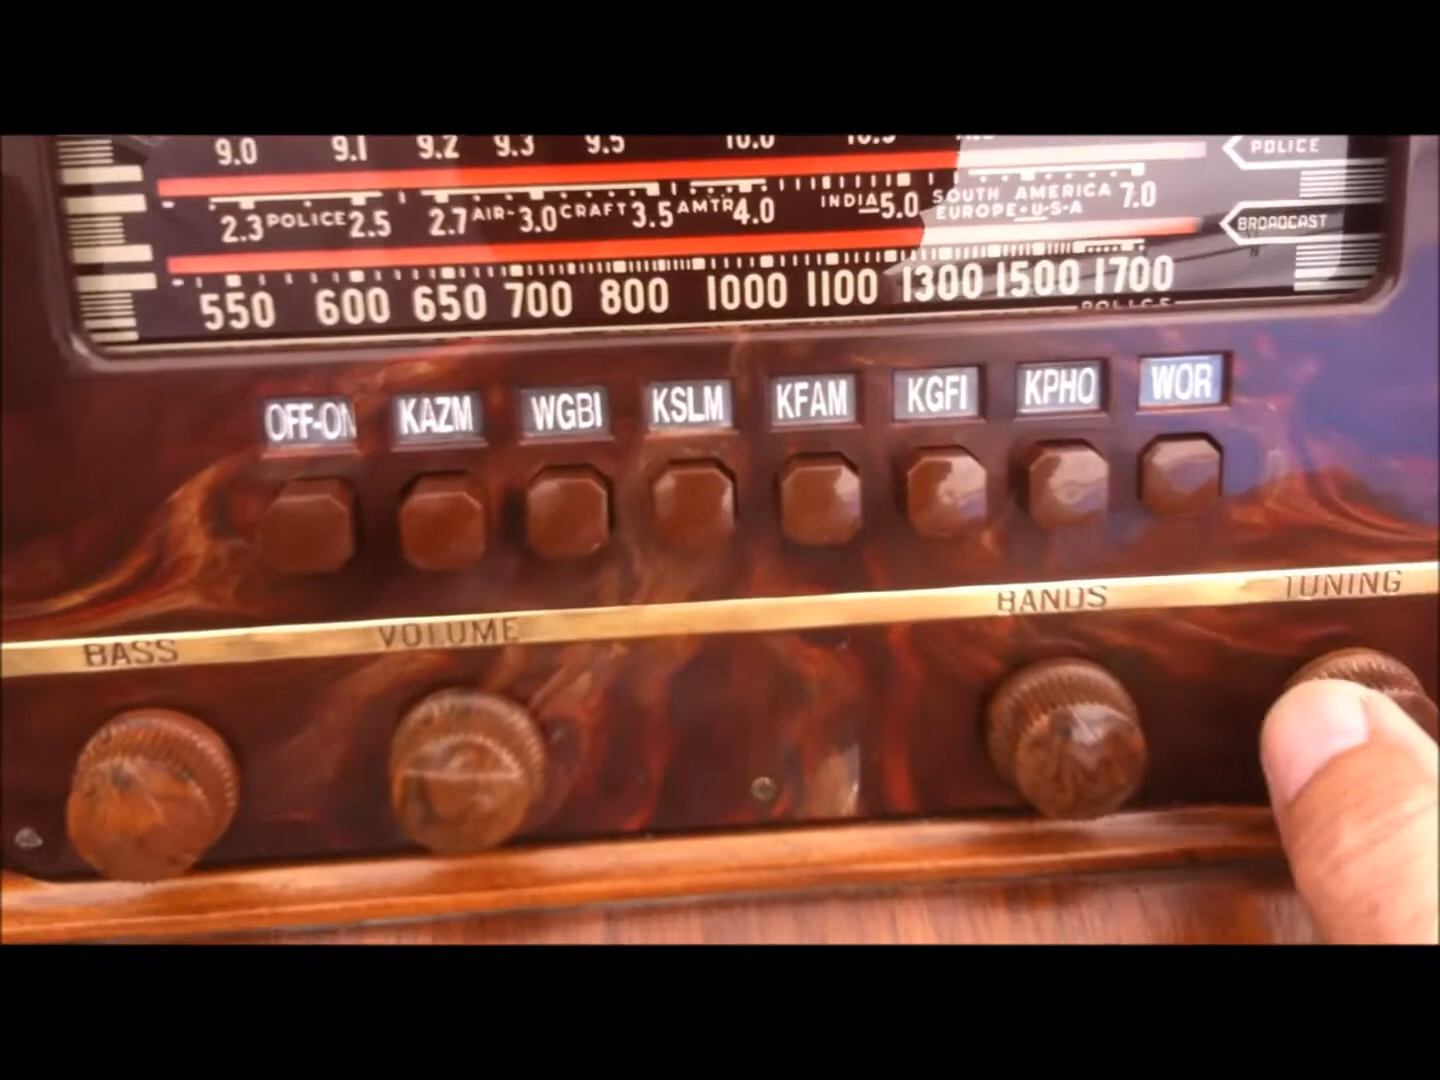 9.0 9.1 9.2 9.3 9.5 10.0 10.5
POLICE
2.3 POLICE 2.5 2.7 AIR- 3.0 CRAFT 3.5 AMTR 4.0 INDIA 5.0 SOUTH AMERICA 7.0
EUROPE·U·S·A
BROADCAST
550 600 650 700 800 1000 1100 1300 1500 1700
POLICE
OFF-ON KAZM WGBI KSLM KFAM KGFI KPHO WOR
BASS VOLUME BANDS TUNING